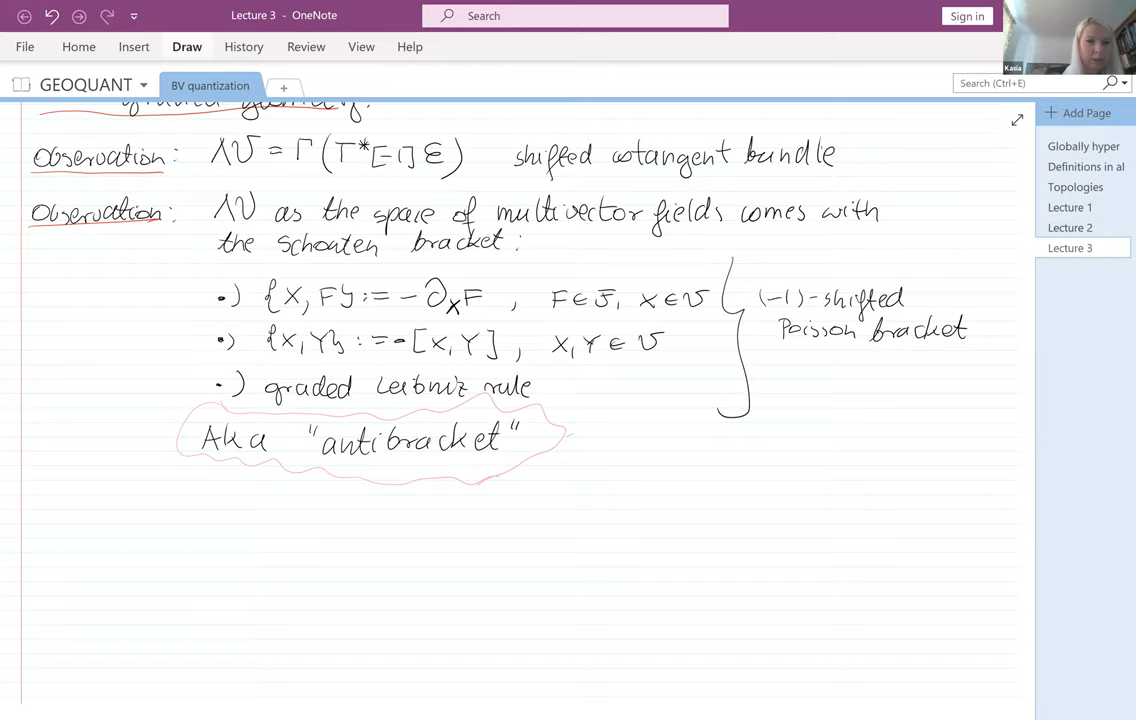 Lecture 3 - OneNote
Search
Sign in
File Home Insert Draw History Review View Help
Kasia
GEOQUANT
BV quantization
Search (Ctrl+E)
Add Page
Globally hyper
Definitions in al
Topologies
Lecture 1
Lecture 2
Lecture 3
graded geometry.
Observation: ΛV = Γ(T*[-1]E) shifted cotangent bundle
Observation: ΛV as the space of multivector fields comes with
the Schouten bracket:
•) {X, F} := -∂_X F , F ∈ F, X ∈ V
•) {X, Y} := -[X, Y] , X, Y ∈ V
•) graded Leibniz rule
(-1)-shifted
Poisson bracket
Aka "antibracket"